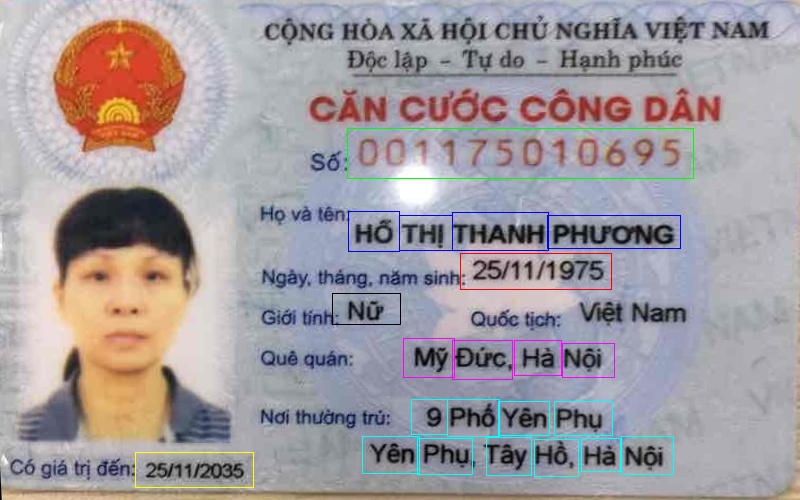 CỘNG HÒA XÃ HỘI CHỦ NGHĨA VIỆT NAM
Độc lập - Tự do - Hạnh phúc
CĂN CƯỚC CÔNG DÂN
Số: 001175010695
Họ và tên: HỒ THỊ THANH PHƯƠNG
Ngày, tháng, năm sinh: 25/11/1975
Giới tính: Nữ Quốc tịch: Việt Nam
Quê quán: Mỹ Đức, Hà Nội
Nơi thường trú: 9 Phố Yên Phụ
Yên Phụ, Tây Hồ, Hà Nội
Có giá trị đến: 25/11/2035